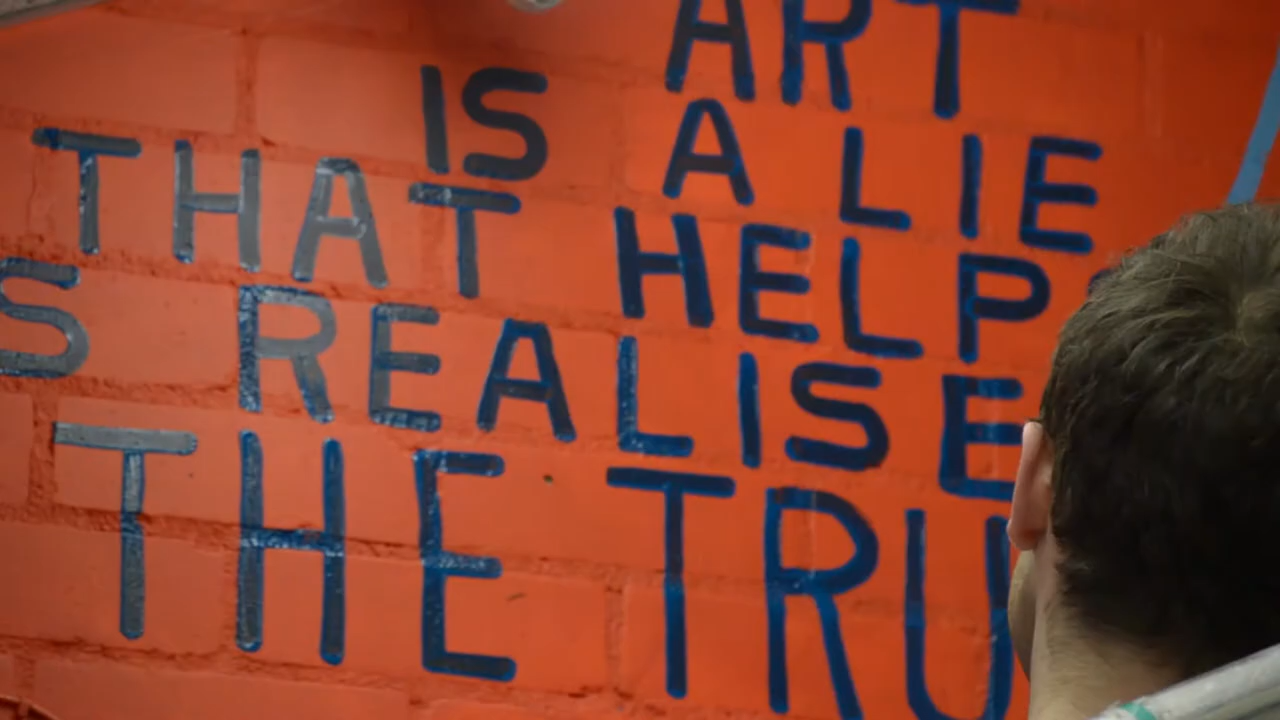 ART
IS A LIE
THAT HELP
S REALISE
THE TRU